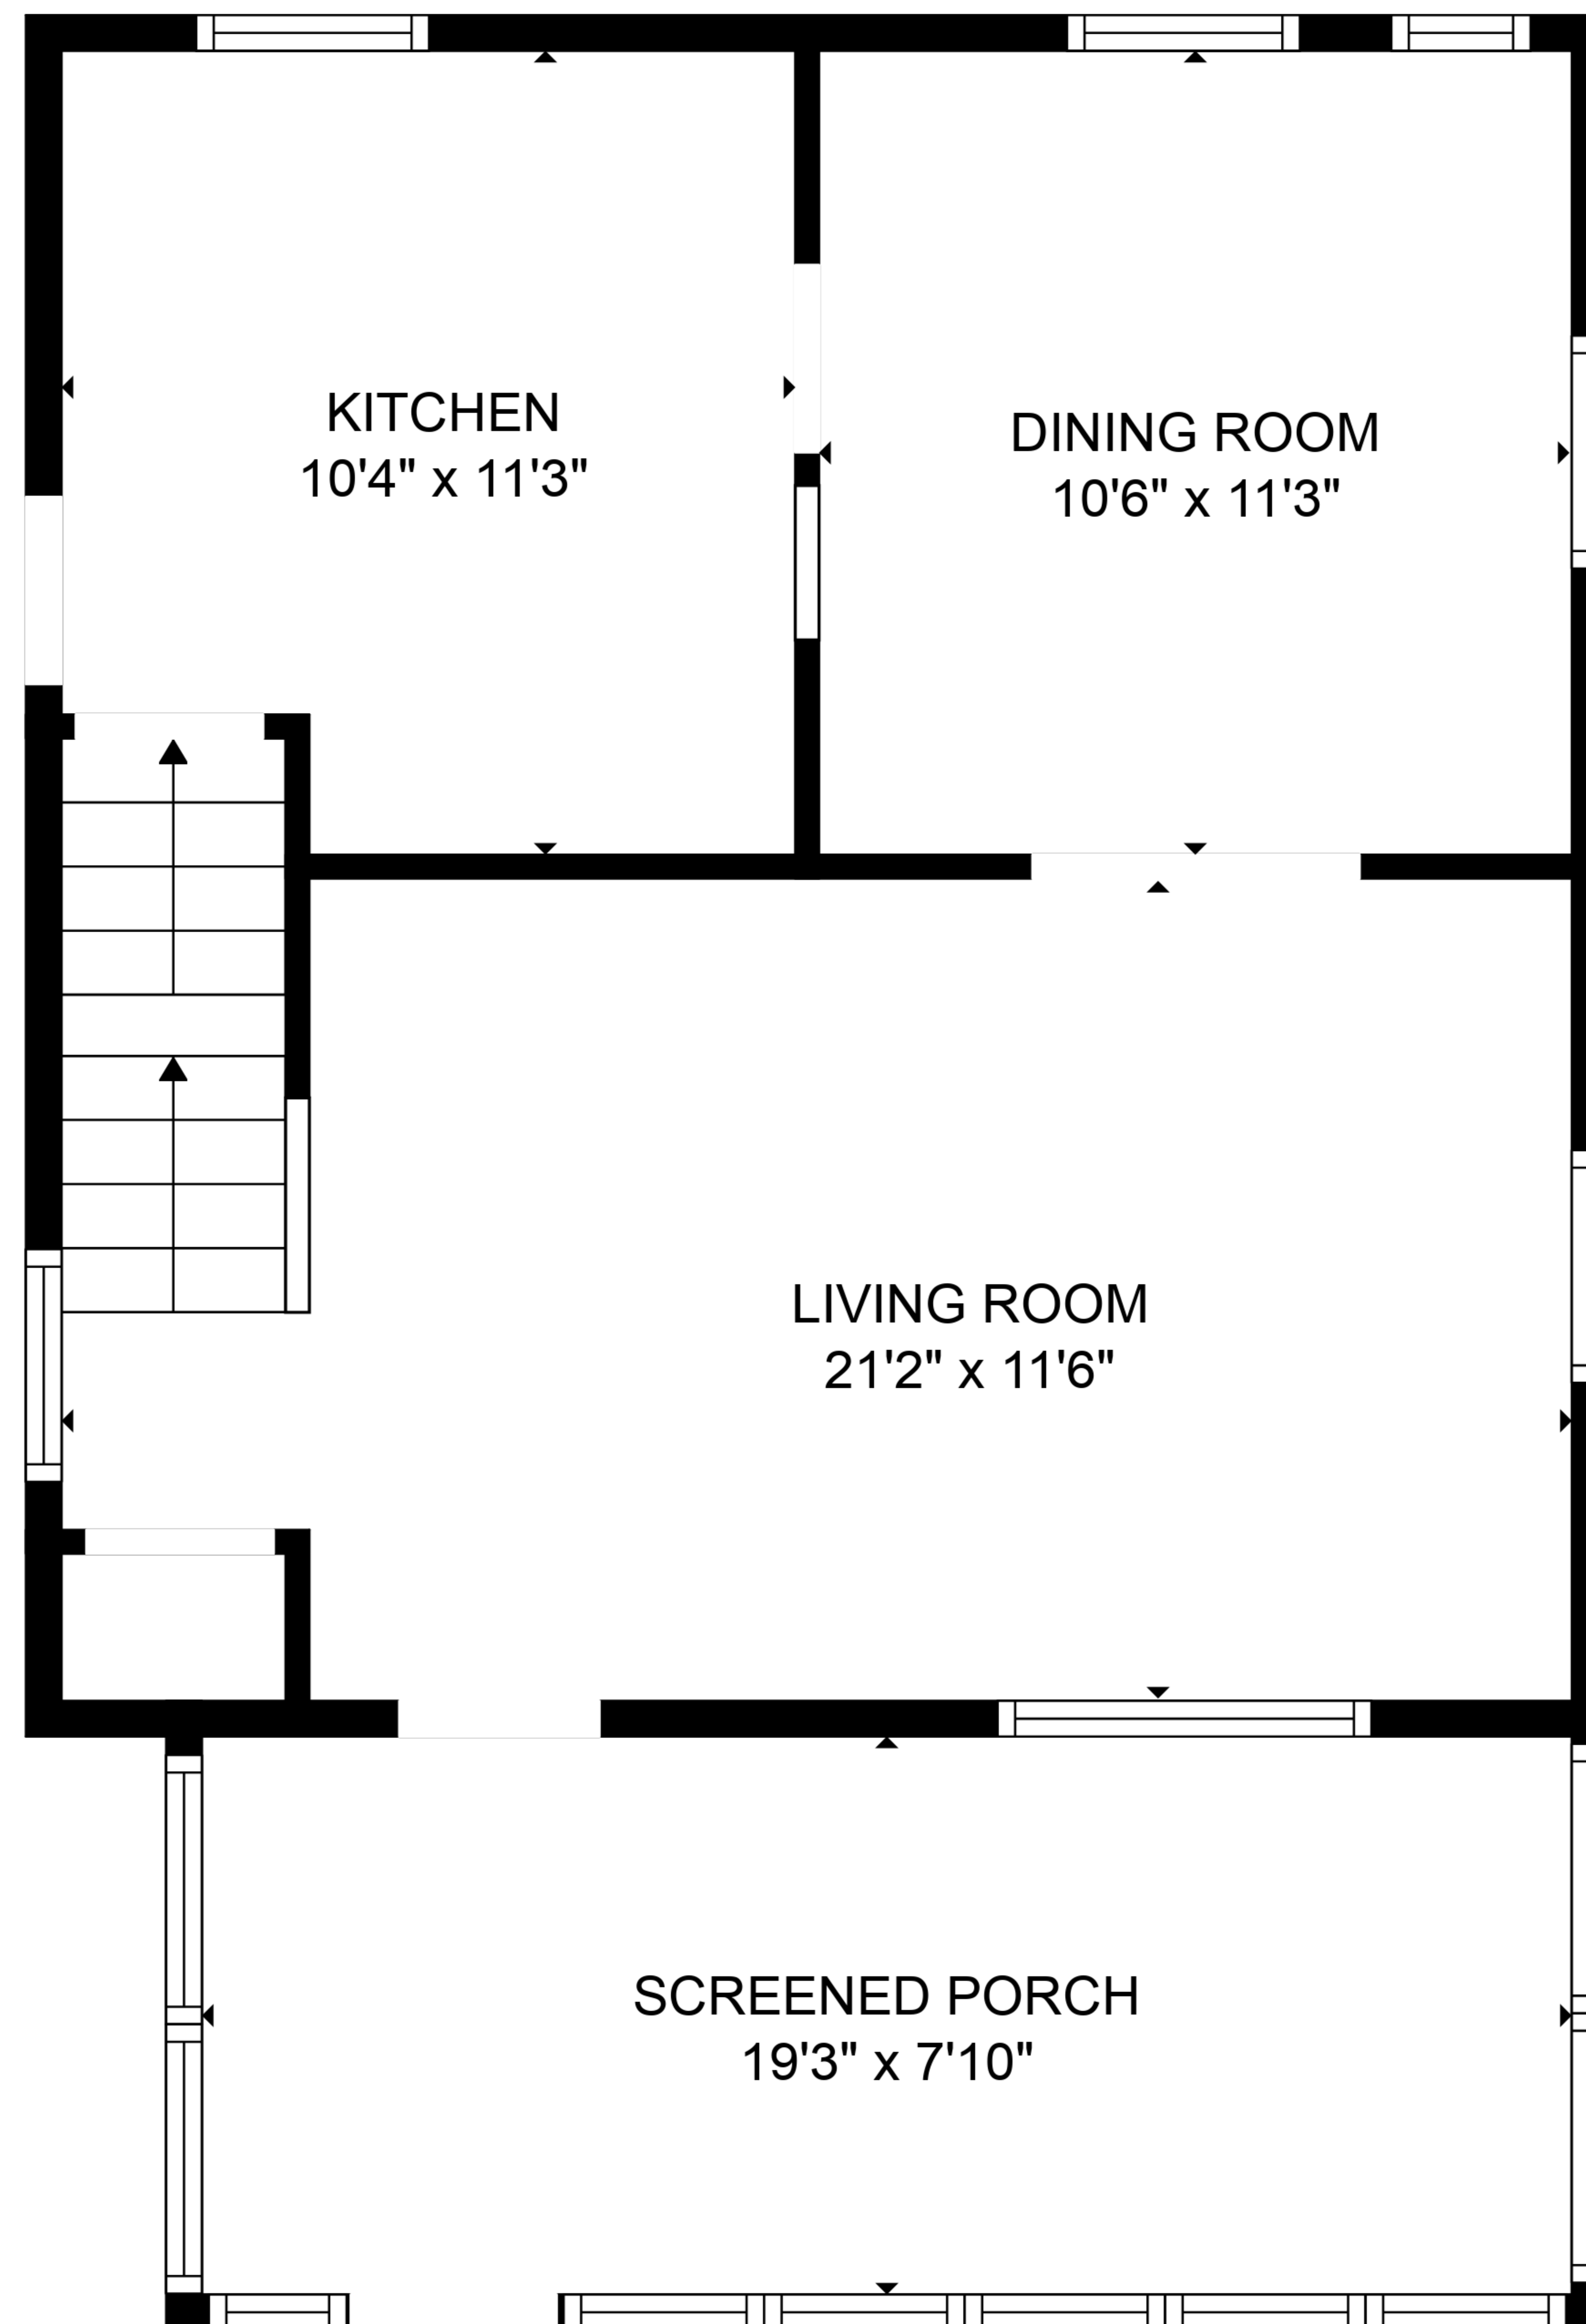 KITCHEN
10'4" x 11'3"
DINING ROOM
10'6" x 11'3"
LIVING ROOM
21'2" x 11'6"
SCREENED PORCH
19'3" x 7'10"